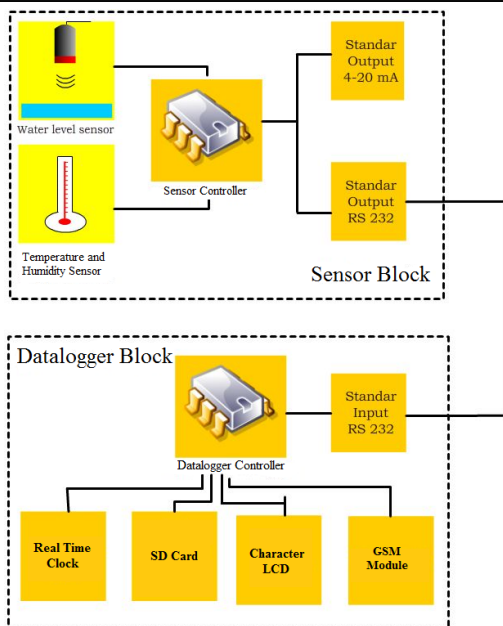 Standar
Output
4-20 mA
Water level sensor
Sensor Controller
Standar
Output
RS 232
Temperature and
Humidity Sensor
Sensor Block
Datalogger Block
Standar
Input
RS 232
Datalogger Controller
Real Time
Clock
SD Card
Character
LCD
GSM
Module